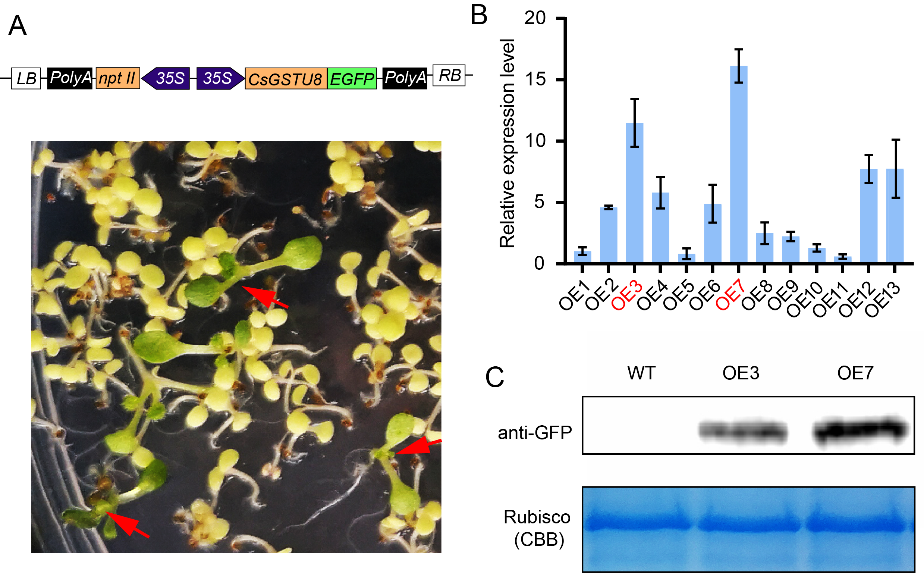 A
LB PolyA npt II 35S 35S CsGSTU8 EGFP PolyA RB
B
Relative expression level
20
15
10
5
0
OE1 OE2 OE3 OE4 OE5 OE6 OE7 OE8 OE9 OE10 OE11 OE12 OE13
C
WT OE3 OE7
anti-GFP
Rubisco
(CBB)